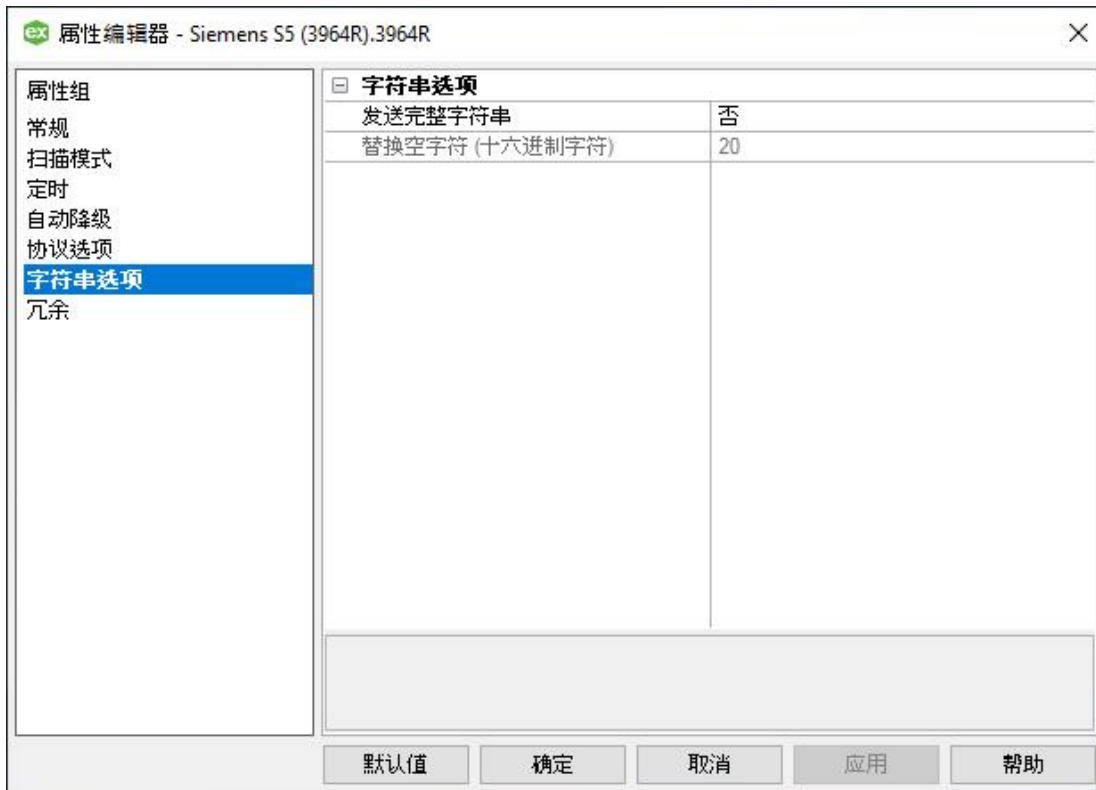 ex 属性编辑器 - Siemens S5 (3964R).3964R
属性组
常规
扫描模式
定时
自动降级
协议选项
字符串选项
冗余
字符串选项
发送完整字符串 否
替换空字符 (十六进制字符) 20
默认值 确定 取消 应用 帮助